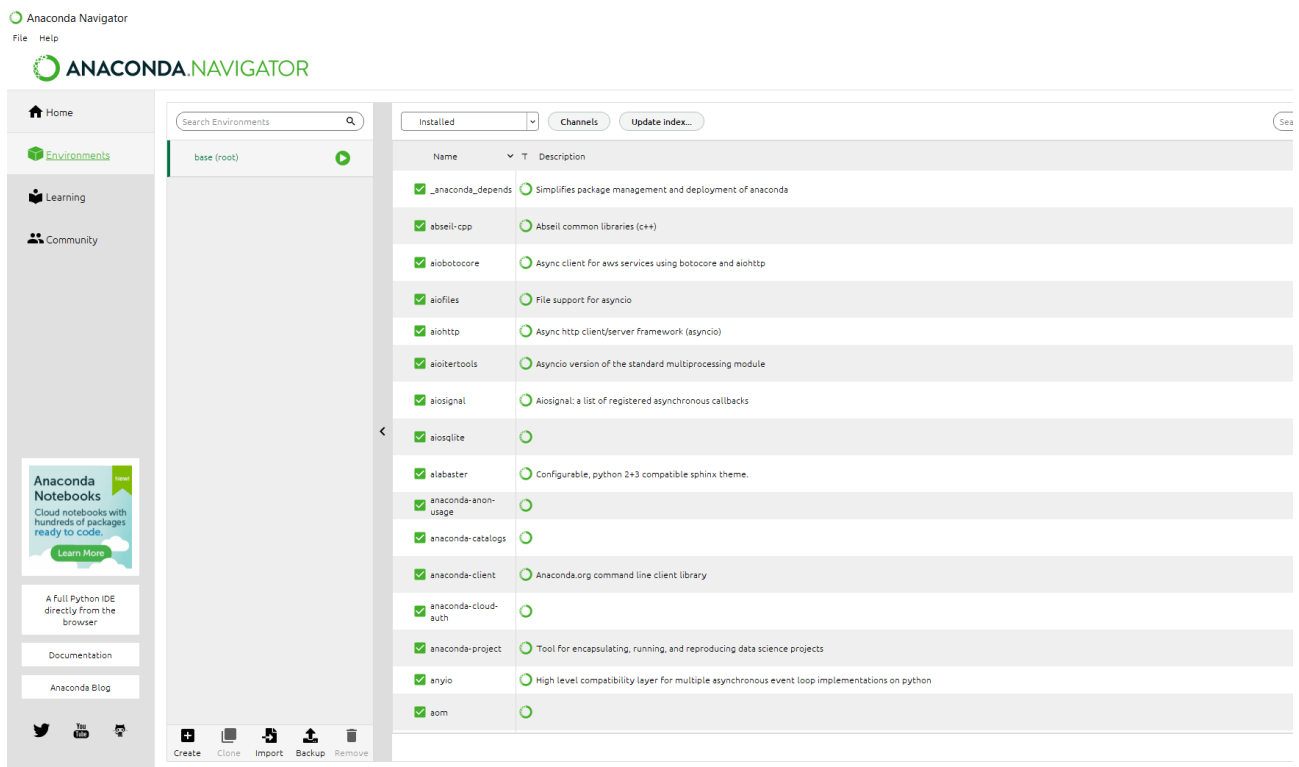 Anaconda Navigator
File Help
ANACONDA.NAVIGATOR
Home
Environments
Learning
Community
Anaconda Notebooks
New!
Cloud notebooks with
hundreds of packages
ready to code.
Learn More
A full Python IDE
directly from the
browser
Documentation
Anaconda Blog
You
Tube
Search Environments
base (root)
Create Clone Import Backup Remove
Installed Channels Update index...
Name T Description
_anaconda_depends Simplifies package management and deployment of anaconda
abseil-cpp Abseil common libraries (c++)
aiobotocore Async client for aws services using botocore and aiohttp
aiofiles File support for asyncio
aiohttp Async http client/server framework (asyncio)
aioitertools Asyncio version of the standard multiprocessing module
aiosignal Aiosignal: a list of registered asynchronous callbacks
aiosqlite
alabaster Configurable, python 2+3 compatible sphinx theme.
anaconda-anon-
usage
anaconda-catalogs
anaconda-client Anaconda.org command line client library
anaconda-cloud-
auth
anaconda-project Tool for encapsulating, running, and reproducing data science projects
anyio High level compatibility layer for multiple asynchronous event loop implementations on python
aom